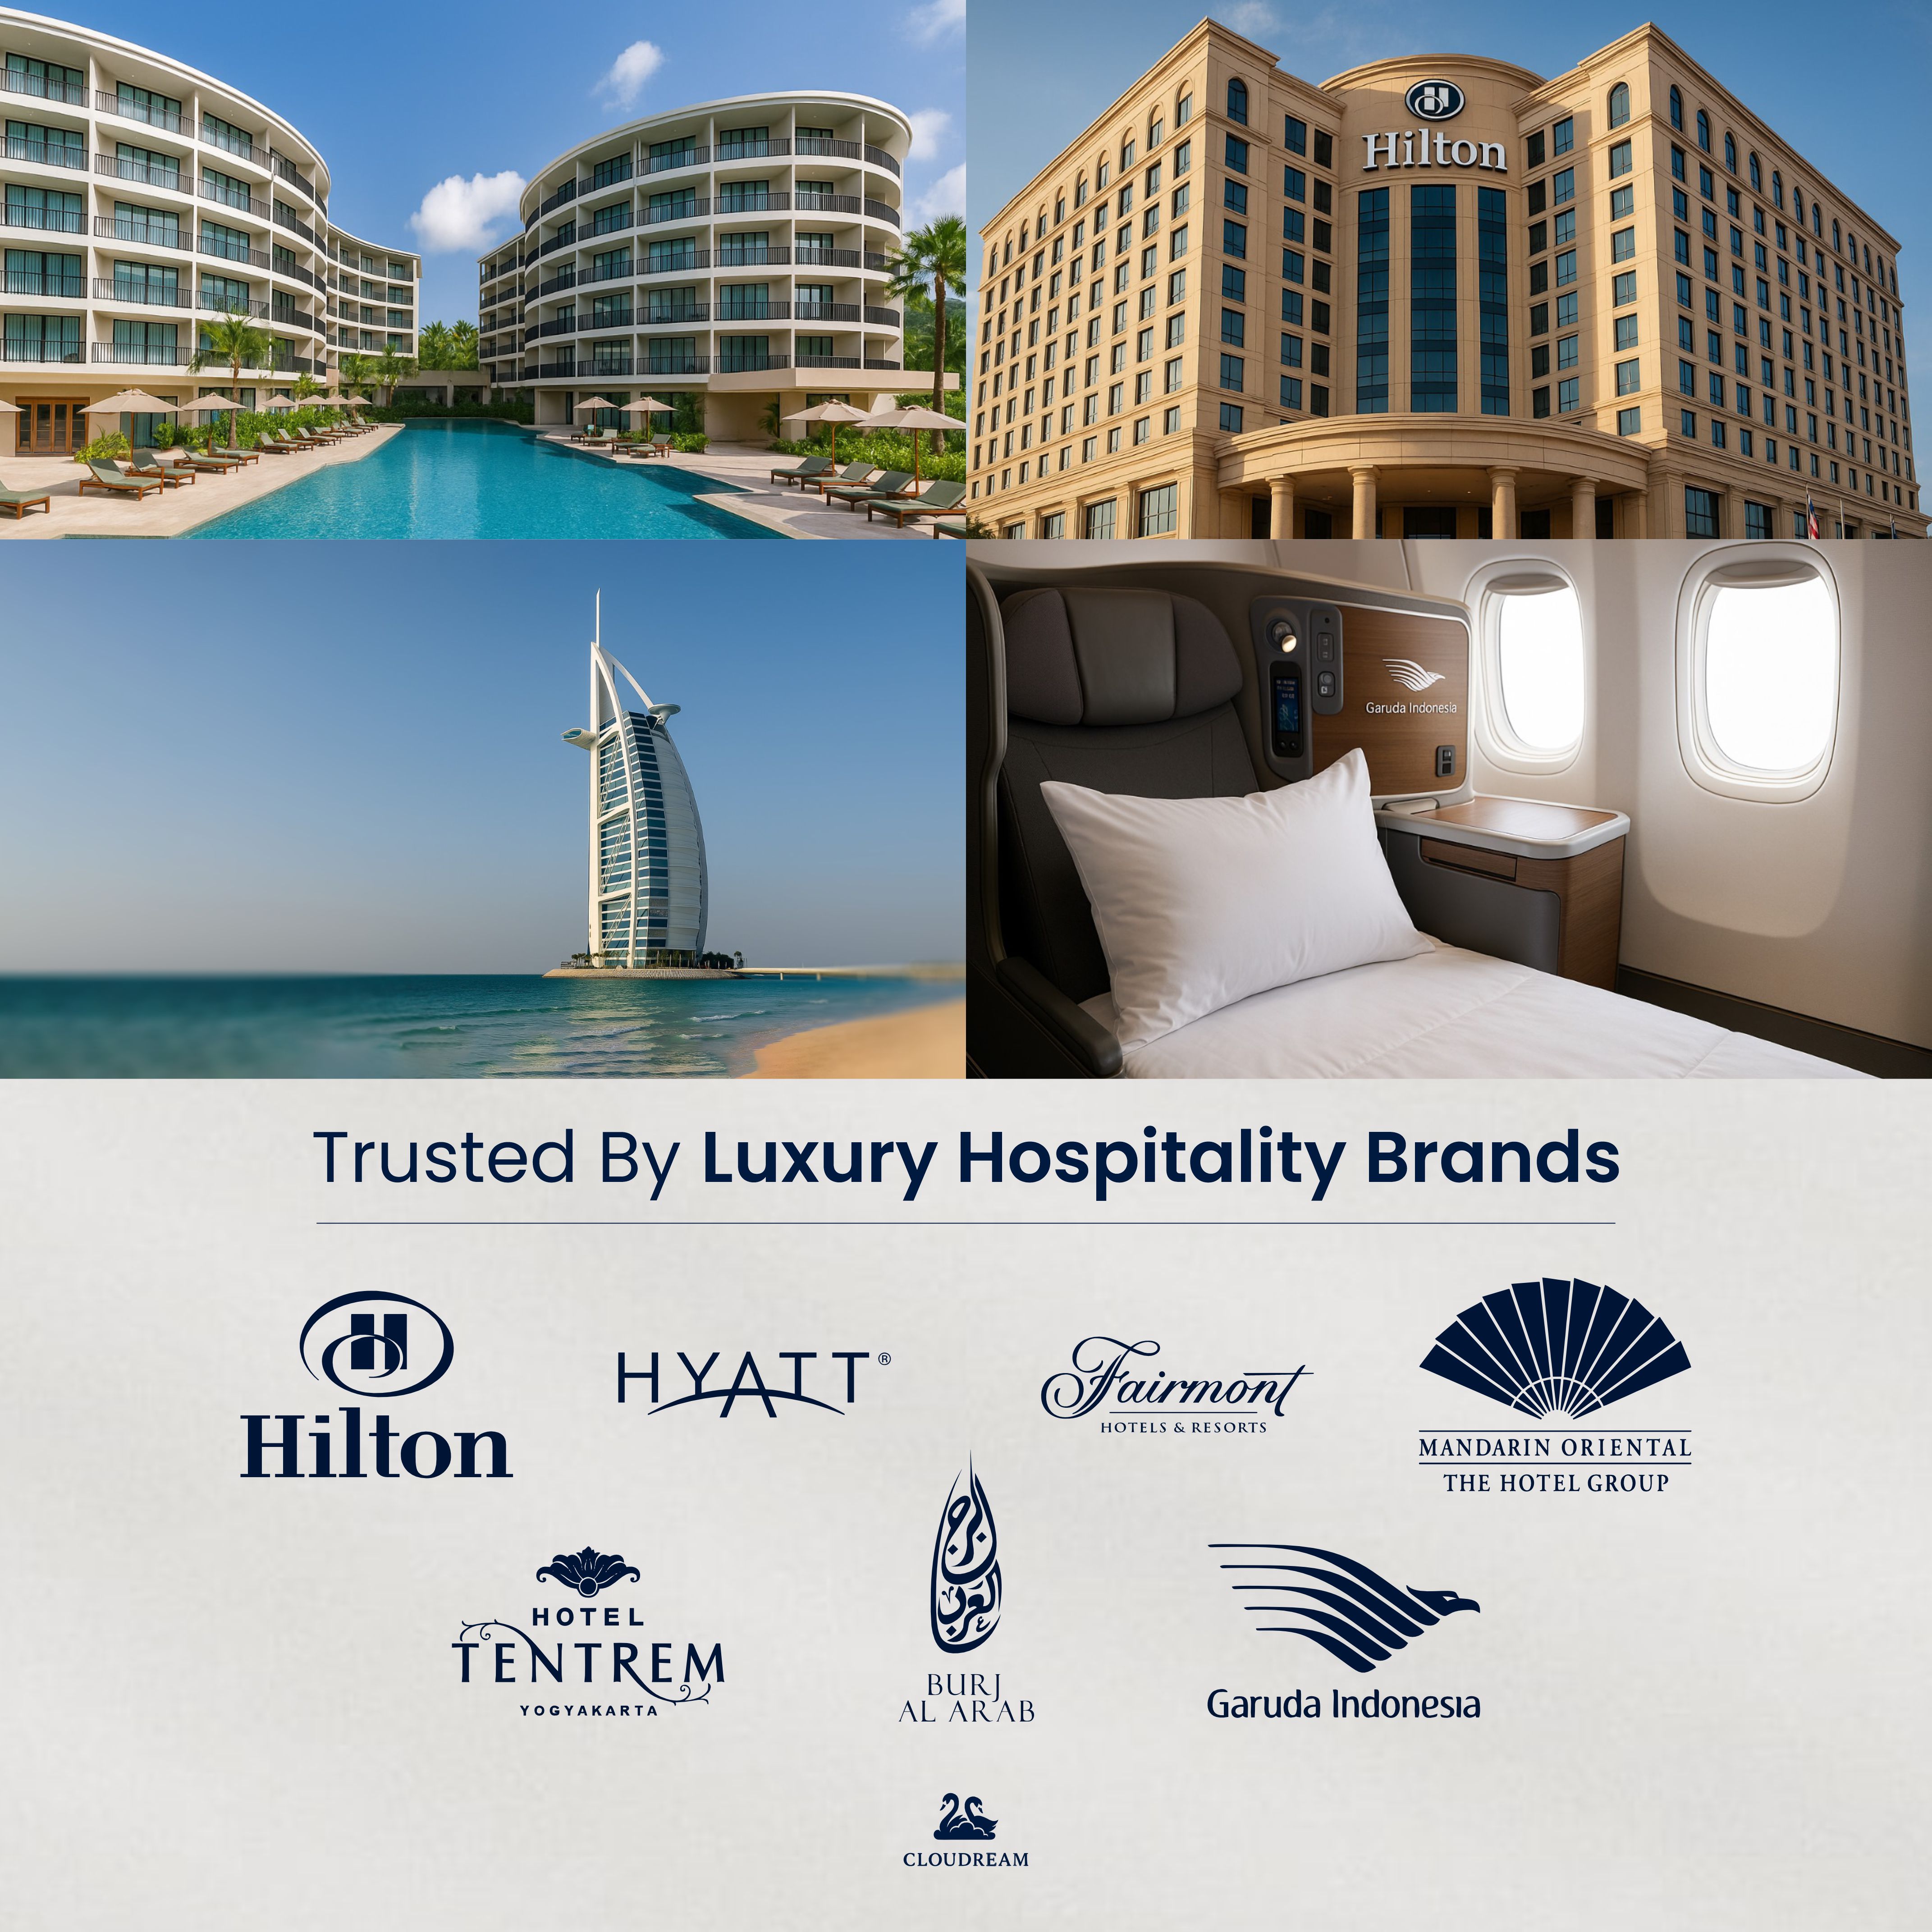 Hilton
Garuda Indonesia
Trusted By Luxury Hospitality Brands
Hilton
HYATT®
Fairmont
HOTELS & RESORTS
MANDARIN ORIENTAL
THE HOTEL GROUP
HOTEL
TENTREM
YOGYAKARTA
برج
العرب
BURJ
AL ARAB
Garuda Indonesia
CLOUDREAM